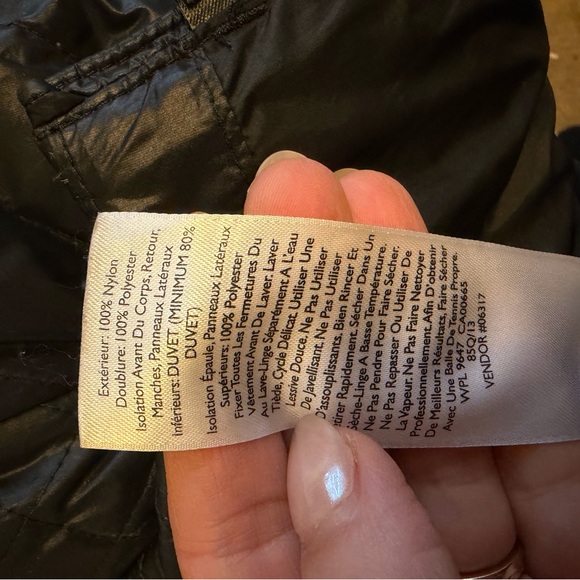 Extérieur: 100% Nylon
Doublure: 100% Polyester
Isolation Avant Du Corps, Retour,
Manches, Panneaux Latéraux
Inférieurs: DUVET (MINIMUM 80%
DUVET)
Isolation Épaule, Panneaux Latéraux
Supérieurs: 100% Polyester
Fixer Toutes Les Fermetures Du
Vêtement Avant De Laver. Laver
Au Lave-Linge Séparément A L'eau
Tiède, Cycle Délicat. Utiliser Une
Lessive Douce. Ne Pas Utiliser
De Javellisant. Ne Pas Utiliser
D'assouplissants. Bien Rincer Et
Retirer Rapidement. Sécher Dans Un
Sèche-Linge A Basse Température.
Ne Pas Pendre Pour Faire Sécher.
Ne Pas Repasser Ou Utiliser De
La Vapeur. Ne Pas Faire Nettoyer
Professionnellement. Afin D'obtenir
De Meilleurs Résultats, Faire Sécher
Avec Une Balle De Tennis Propre.
WPL 9647, CA00665
85Q/13
VENDOR #06317